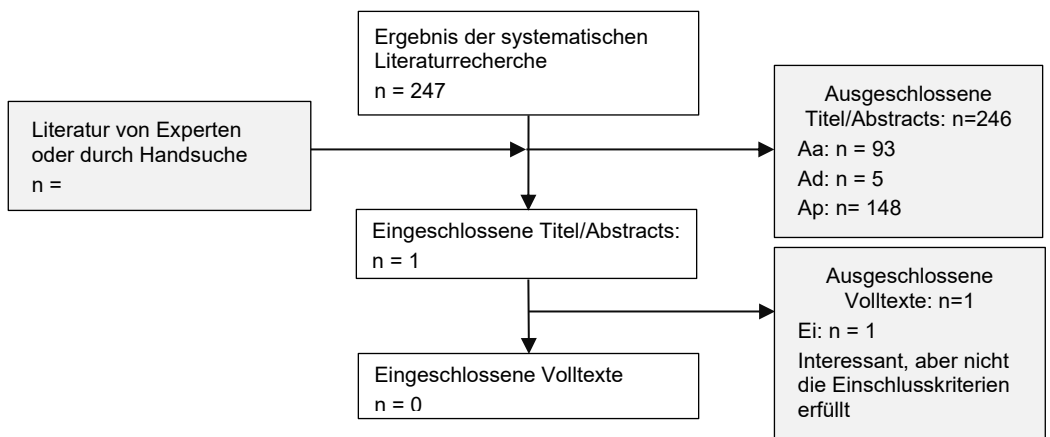 Ergebnis der systematischen
Literaturrecherche
n = 247
Literatur von Experten
oder durch Handsuche
n =
Ausgeschlossene
Titel/Abstracts: n=246
Aa: n = 93
Ad: n = 5
Ap: n= 148
Eingeschlossene Titel/Abstracts:
n = 1
Ausgeschlossene
Volltexte: n=1
Ei: n = 1
Interessant, aber nicht
die Einschlusskriterien
erfüllt
Eingeschlossene Volltexte
n = 0